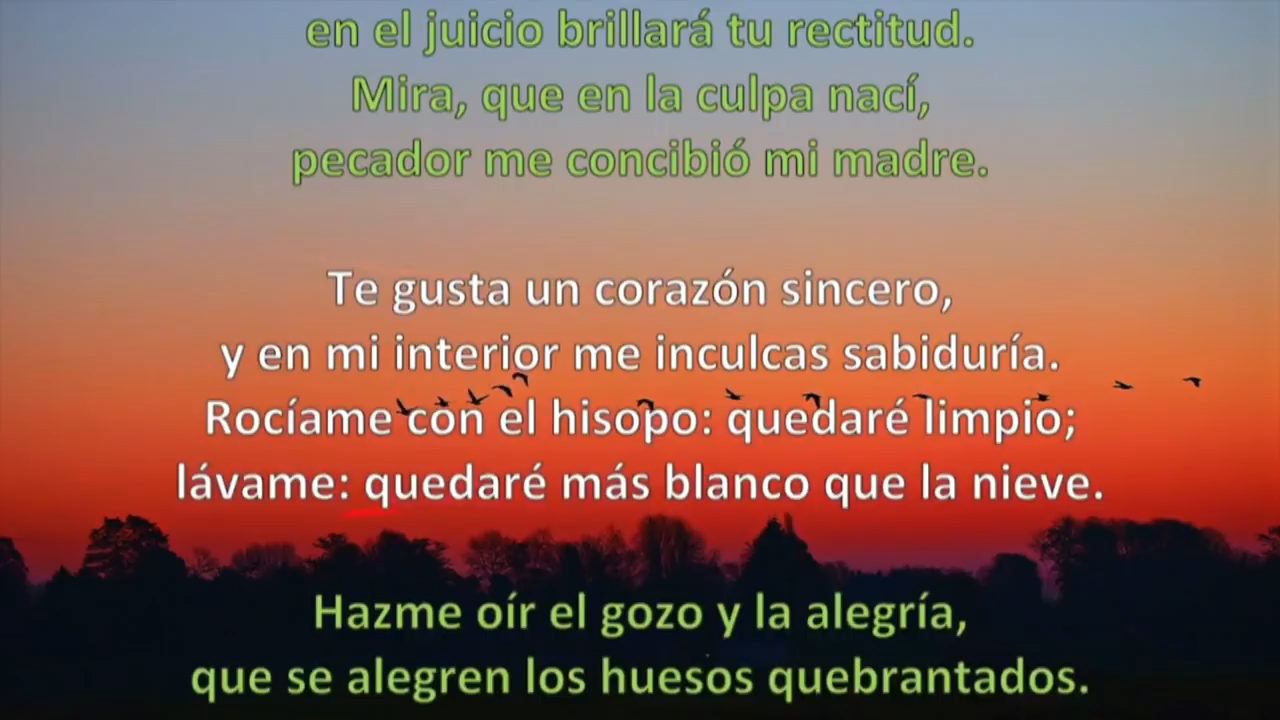 en el juicio brillará tu rectitud.
Mira, que en la culpa nací,
pecador me concibió mi madre.
Te gusta un corazón sincero,
y en mi interior me inculcas sabiduría.
Rocíame con el hisopo: quedaré limpio;
lávame: quedaré más blanco que la nieve.
Hazme oír el gozo y la alegría,
que se alegren los huesos quebrantados.